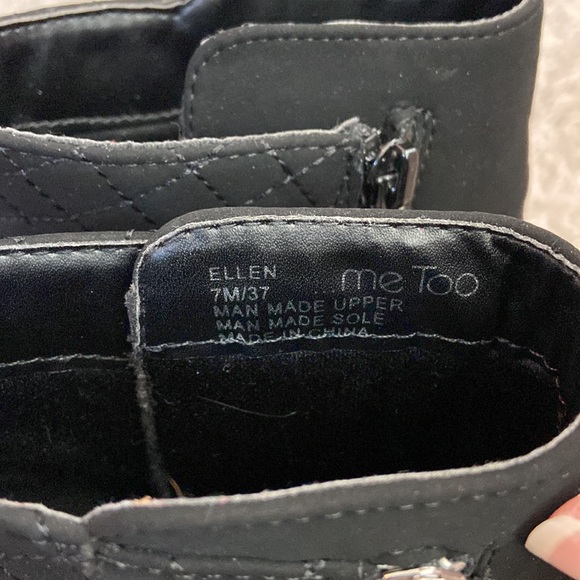 ELLEN
me Too
7M/37
MAN MADE UPPER
MAN MADE SOLE
MADE IN CHINA